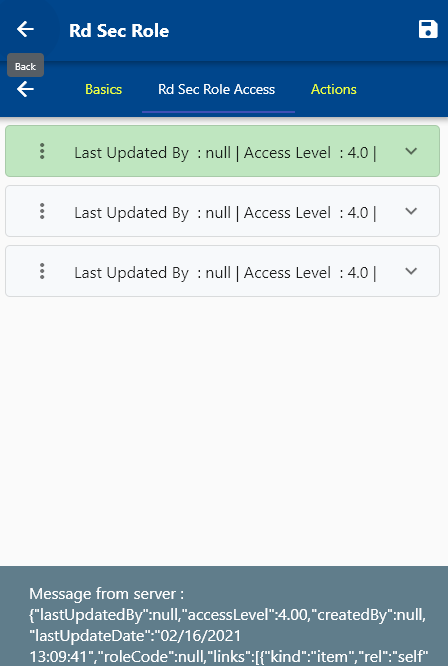 Rd Sec Role
Back
Basics Rd Sec Role Access Actions
Last Updated By : null | Access Level : 4.0 |
Last Updated By : null | Access Level : 4.0 |
Last Updated By : null | Access Level : 4.0 |
Message from server :
{"lastUpdatedBy":null,"accessLevel":4.00,"createdBy":null,
"lastUpdateDate":"02/16/2021
13:09:41","roleCode":null,"links":[{"kind":"item","rel":"self"